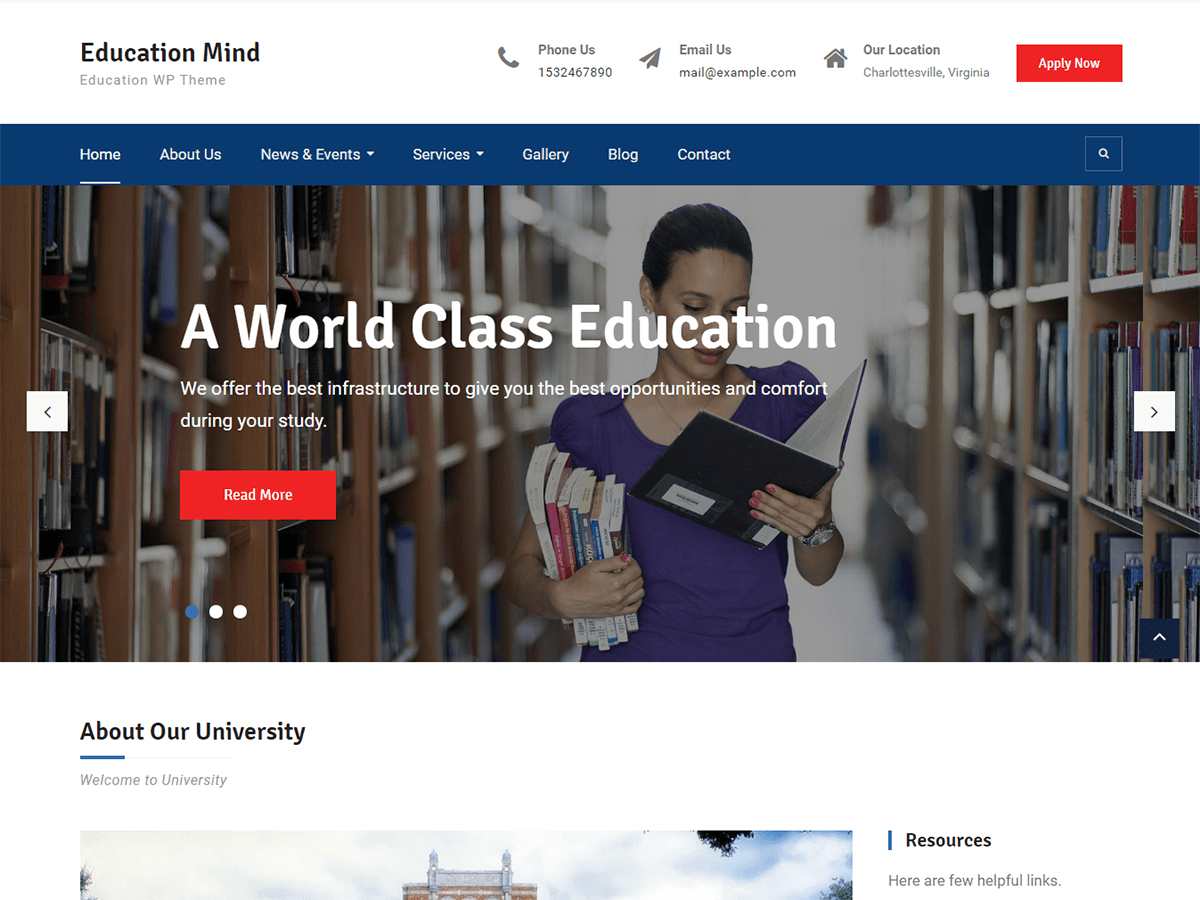 Education Mind
Education WP Theme
Phone Us
1532467890
Email Us
mail@example.com
Our Location
Charlottesville, Virginia
Apply Now
Home About Us News & Events Services Gallery Blog Contact
A World Class Education
We offer the best infrastructure to give you the best opportunities and comfort
during your study.
Read More
About Our University
Welcome to University
Resources
Here are few helpful links.